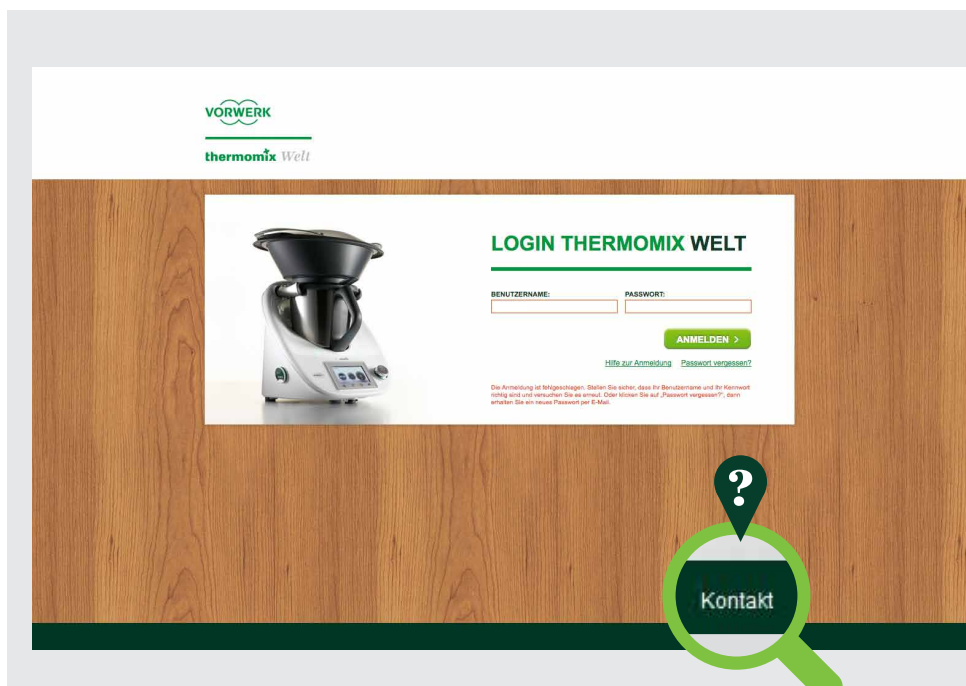 VORWERK
thermomix Welt
LOGIN THERMOMIX WELT
BENUTZERNAME: PASSWORT:
ANMELDEN >
Hilfe zur Anmeldung Passwort vergessen?
Die Anmeldung ist fehlgeschlagen. Stellen Sie sicher, dass Ihr Benutzername und Ihr Kennwort
richtig sind und versuchen Sie es erneut. Oder klicken Sie auf „Passwort vergessen?", dann
erhalten Sie ein neues Passwort per E-Mail.
?
Kontakt